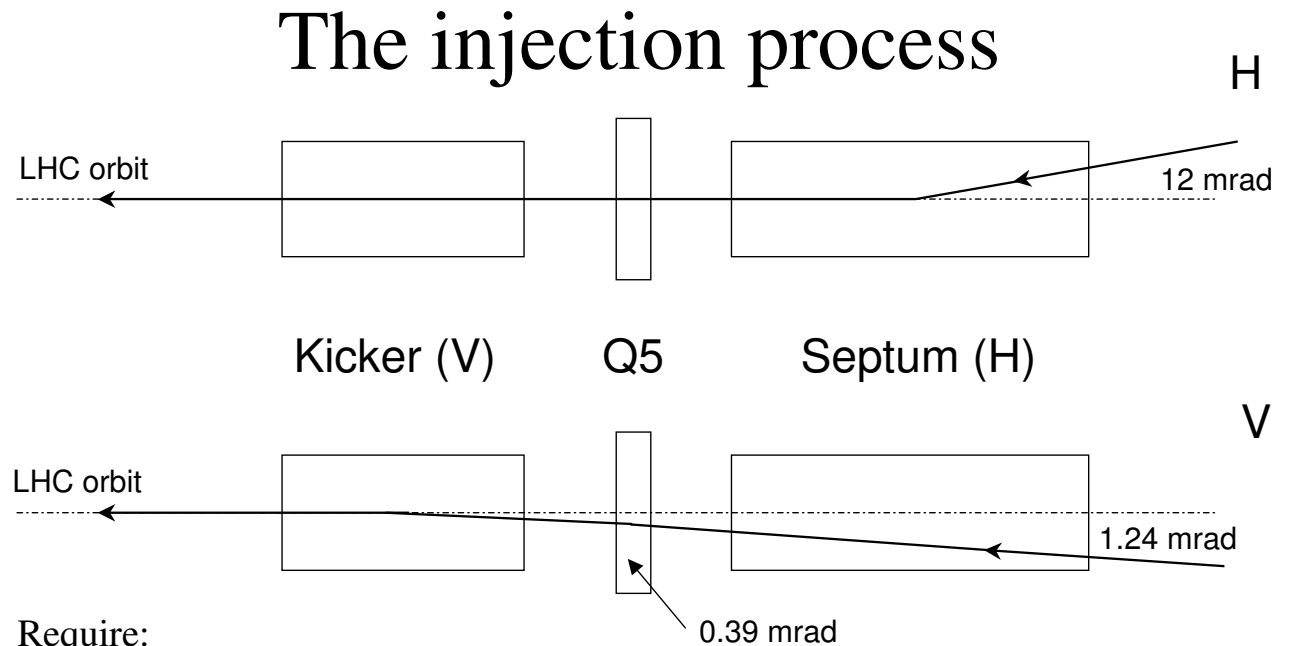 The injection process
H
LHC orbit
12 mrad
Kicker (V) Q5 Septum (H)
V
LHC orbit
1.24 mrad
0.39 mrad
Require: